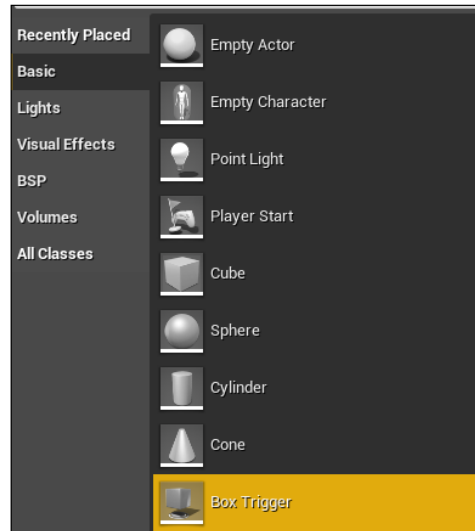 Recently Placed
Basic
Lights
Visual Effects
BSP
Volumes
All Classes
Empty Actor
Empty Character
Point Light
Player Start
Cube
Sphere
Cylinder
Cone
Box Trigger